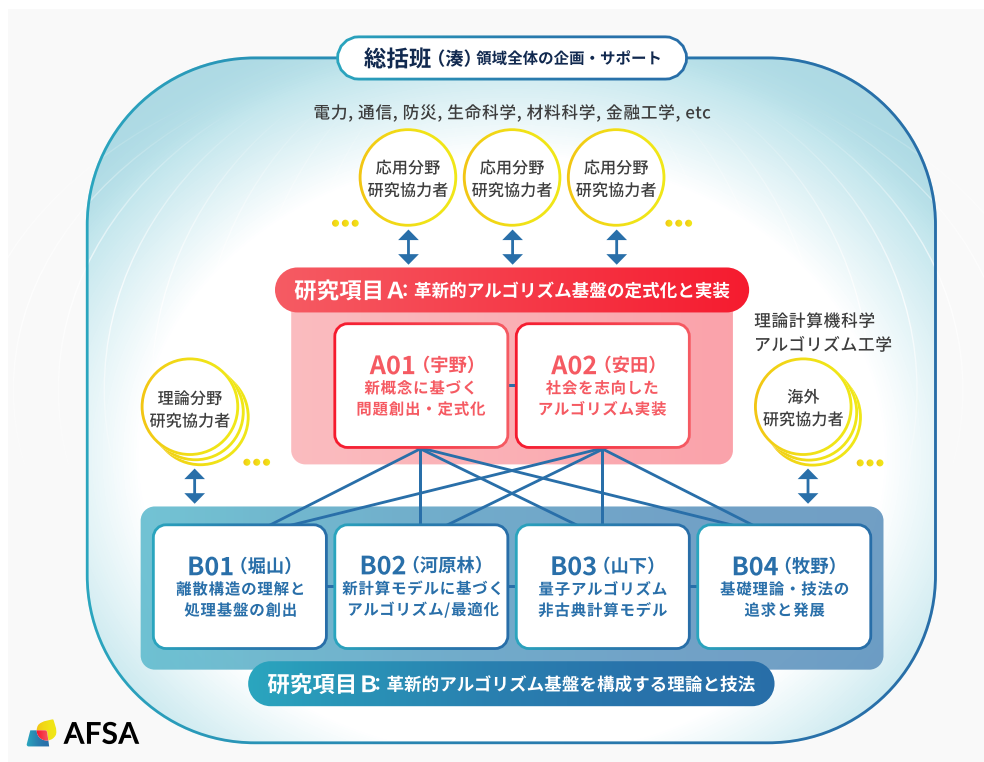 総括班（湊）領域全体の企画・サポート
電力, 通信, 防災, 生命科学, 材料科学, 金融工学, etc
応用分野
研究協力者
応用分野
研究協力者
応用分野
研究協力者
研究項目A: 革新的アルゴリズム基盤の定式化と実装
A01（宇野）
新概念に基づく
問題創出・定式化
A02（安田）
社会を志向した
アルゴリズム実装
理論計算機科学
アルゴリズム工学
理論分野
研究協力者
海外
研究協力者
B01（堀山）
離散構造の理解と
処理基盤の創出
B02（河原林）
新計算モデルに基づく
アルゴリズム/最適化
B03（山下）
量子アルゴリズム
非古典計算モデル
B04（牧野）
基礎理論・技法の
追求と発展
研究項目B: 革新的アルゴリズム基盤を構成する理論と技法
AFSA